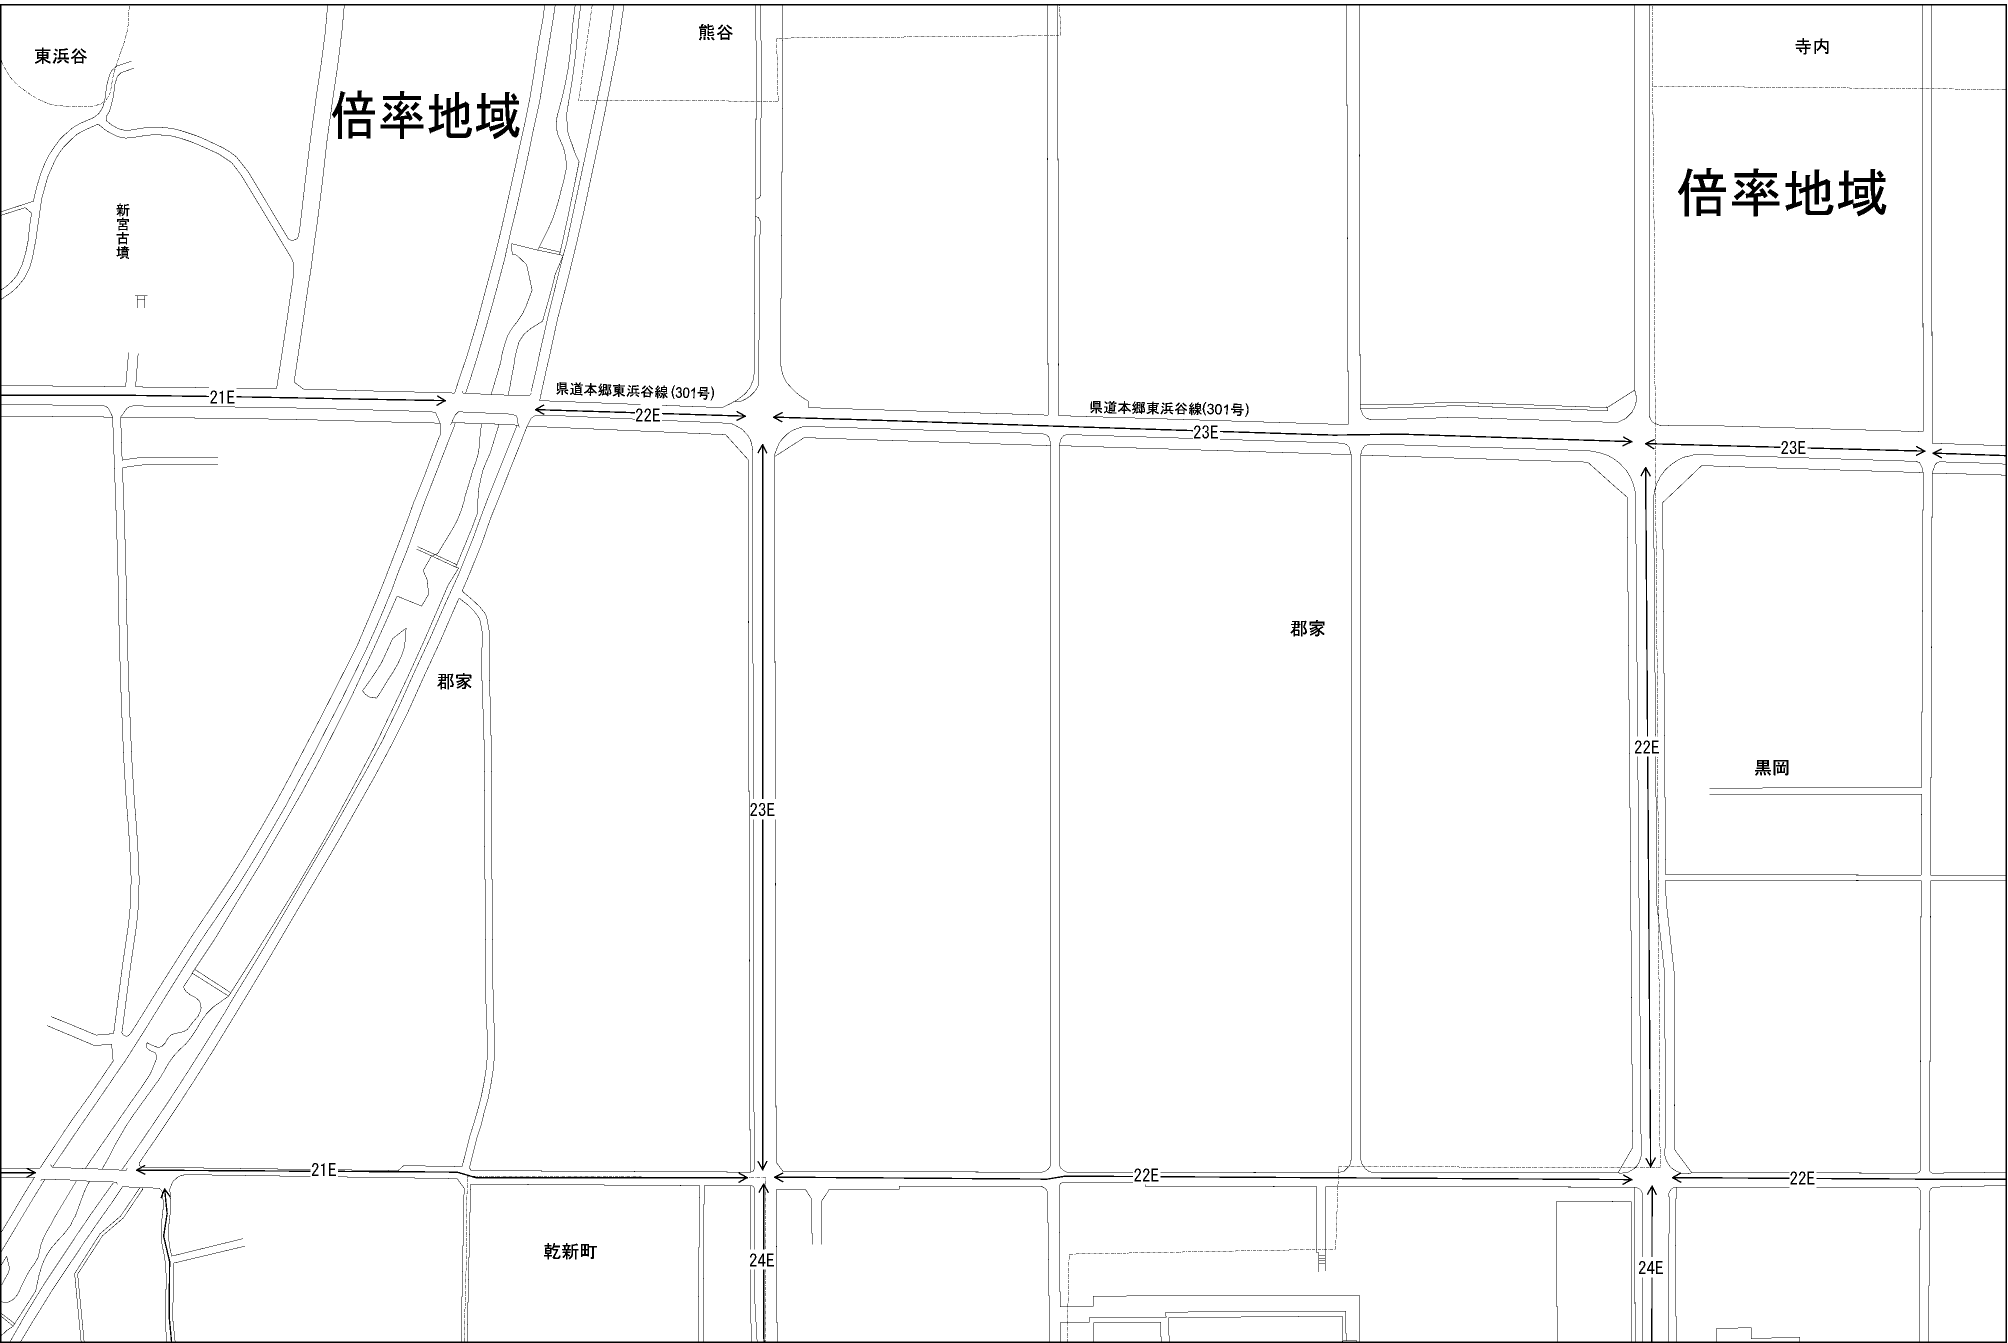 熊谷
寺内
東浜谷
倍率地域
倍率地域
新宮古墳
県道本郷東浜谷線(301号)
21E
県道本郷東浜谷線(301号)
22E
23E
23E
郡家
郡家
22E
黒岡
23E
21E
22E
22E
乾新町
24E
24E